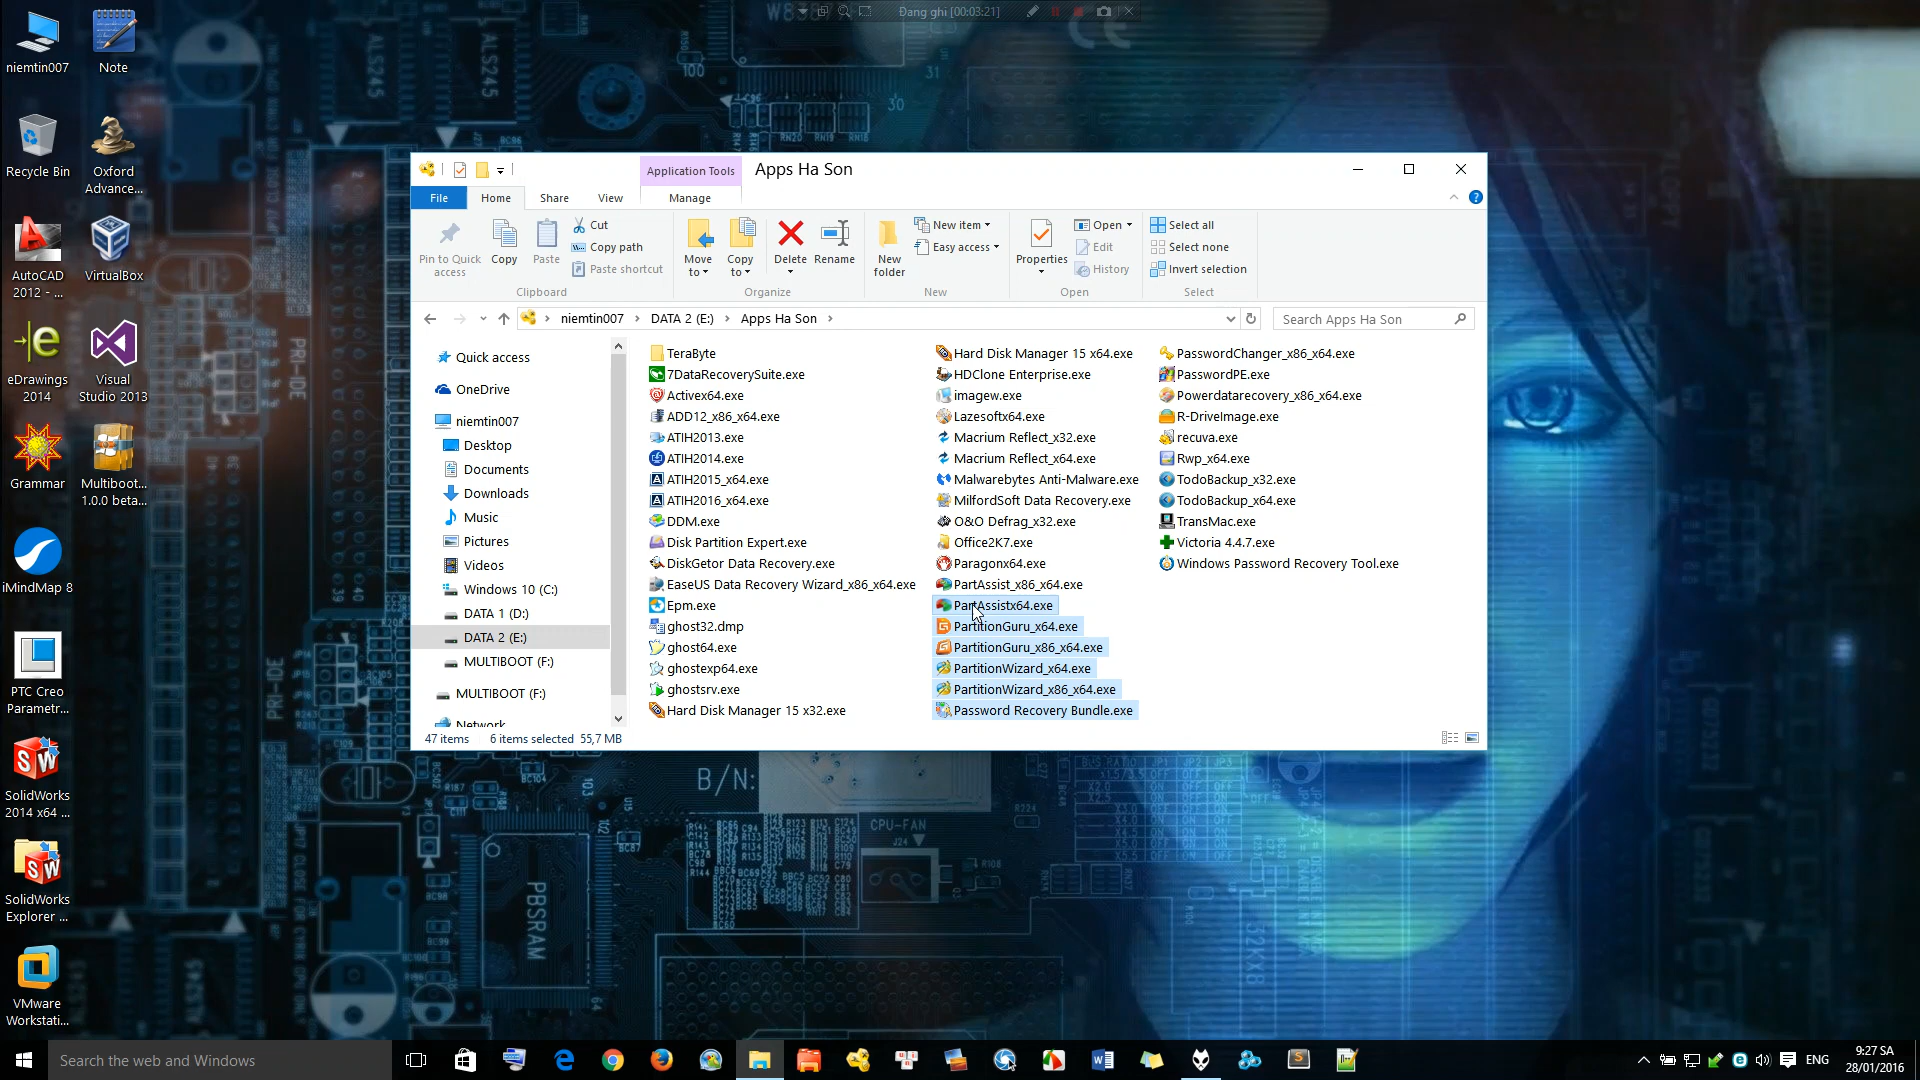 Đang ghi [00:03:21]
niemtin007
Note
Recycle Bin
Oxford
Advance...
AutoCAD
2012 - ...
VirtualBox
eDrawings
2014
Visual
Studio 2013
Grammar
Multiboot...
1.0.0 beta...
iMindMap 8
PTC Creo
Parametr...
SolidWorks
2014 x64 ...
SolidWorks
Explorer ...
VMware
Workstati...
Application Tools
Apps Ha Son
File
Home
Share
View
Manage
Pin to Quick
access
Copy
Paste
Cut
Copy path
Paste shortcut
Clipboard
Move
to
Copy
to
Delete
Rename
Organize
New
folder
New item
Easy access
New
Properties
Open
Edit
History
Open
Select all
Select none
Invert selection
Select
niemtin007
DATA 2 (E:)
Apps Ha Son
Search Apps Ha Son
Quick access
OneDrive
niemtin007
Desktop
Documents
Downloads
Music
Pictures
Videos
Windows 10 (C:)
DATA 1 (D:)
DATA 2 (E:)
MULTIBOOT (F:)
MULTIBOOT (F:)
Network
TeraByte
7DataRecoverySuite.exe
Activex64.exe
ADD12_x86_x64.exe
ATIH2013.exe
ATIH2014.exe
ATIH2015_x64.exe
ATIH2016_x64.exe
DDM.exe
Disk Partition Expert.exe
DiskGetor Data Recovery.exe
EaseUS Data Recovery Wizard_x86_x64.exe
Epm.exe
ghost32.dmp
ghost64.exe
ghostexp64.exe
ghostsrv.exe
Hard Disk Manager 15 x32.exe
Hard Disk Manager 15 x64.exe
HDClone Enterprise.exe
imagew.exe
Lazesoftx64.exe
Macrium Reflect_x32.exe
Macrium Reflect_x64.exe
Malwarebytes Anti-Malware.exe
MilfordSoft Data Recovery.exe
O&O Defrag_x32.exe
Office2K7.exe
Paragonx64.exe
PartAssist_x86_x64.exe
PartAssistx64.exe
PartitionGuru_x64.exe
PartitionGuru_x86_x64.exe
PartitionWizard_x64.exe
PartitionWizard_x86_x64.exe
Password Recovery Bundle.exe
PasswordChanger_x86_x64.exe
PasswordPE.exe
Powerdatarecovery_x86_x64.exe
R-DriveImage.exe
recuva.exe
Rwp_x64.exe
TodoBackup_x32.exe
TodoBackup_x64.exe
TransMac.exe
Victoria 4.4.7.exe
Windows Password Recovery Tool.exe
47 items
6 items selected 55,7 MB
B/N:
CPU-FAN
J24
PBSRAM
PRI-IDE
ALS245
ALS245
Search the web and Windows
ENG
9:27 SA
28/01/2016